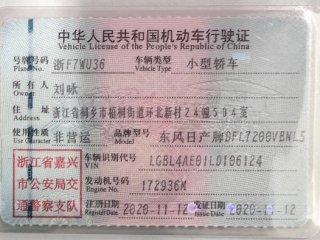 中华人民共和国机动车行驶证
Vehicle License of the People's Republic of China
号牌号码 浙F7WU36 车辆类型 小型轿车
Plate No. Vehicle Type
所有人 刘咏
Owner
住址 浙江省桐乡市梧桐街道环北新村24幢504室
Address
使用性质 非营运 品牌型号 东风日产牌DFL7200VBNL5
Use Character Model
浙江省嘉兴 车辆识别代号 LGBL4AE01LD106124
VIN
市公安局交 发动机号码 172936M
Engine No.
通警察支队 注册日期 2020-11-12 发证日期 2020-11-12
Register Date Issue Date